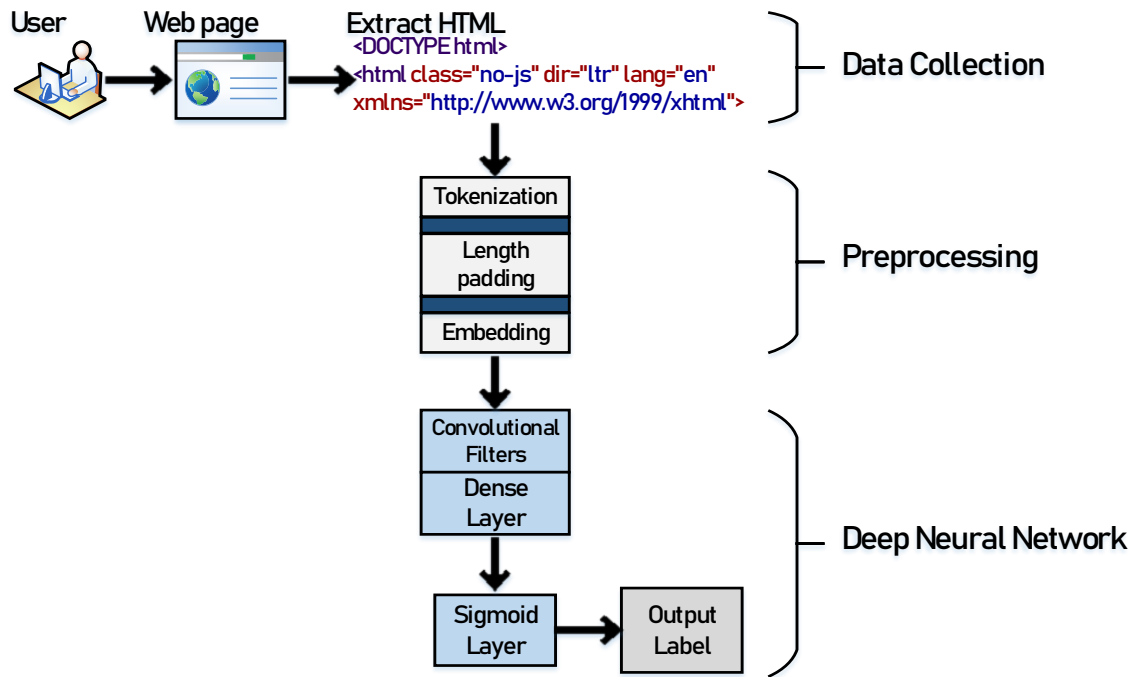 User
Web page
Extract HTML
<DOCTYPE html>
<html class="no-js" dir="ltr" lang="en"
xmlns="http://www.w3.org/1999/xhtml">
Data Collection
Tokenization
Length
padding
Embedding
Preprocessing
Convolutional
Filters
Dense
Layer
Sigmoid
Layer
Output
Label
Deep Neural Network